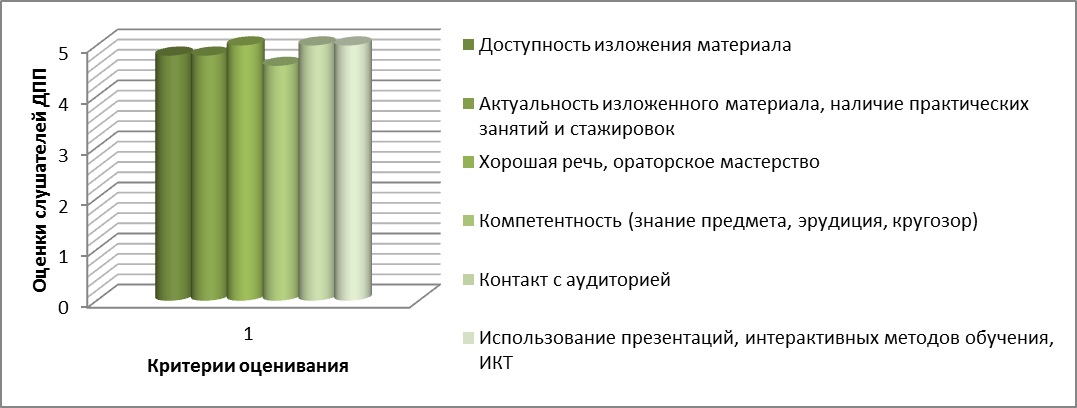 Оценки слушателей ДПП
5
4
3
2
1
0
1
Критерии оценивания
Доступность изложения материала
Актуальность изложенного материала, наличие практических
занятий и стажировок
Хорошая речь, ораторское мастерство
Компетентность (знание предмета, эрудиция, кругозор)
Контакт с аудиторией
Использование презентаций, интерактивных методов обучения,
ИКТ